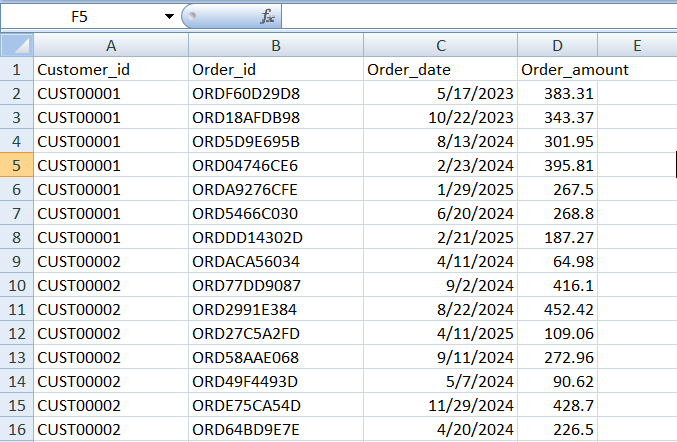 F5 fx
A B C D E
1 Customer_id Order_id Order_date Order_amount
2 CUST00001 ORDF60D29D8 5/17/2023 383.31
3 CUST00001 ORD18AFDB98 10/22/2023 343.37
4 CUST00001 ORD5D9E695B 8/13/2024 301.95
5 CUST00001 ORD04746CE6 2/23/2024 395.81
6 CUST00001 ORDA9276CFE 1/29/2025 267.5
7 CUST00001 ORD5466C030 6/20/2024 268.8
8 CUST00001 ORDDD14302D 2/21/2025 187.27
9 CUST00002 ORDACA56034 4/11/2024 64.98
10 CUST00002 ORD77DD9087 9/2/2024 416.1
11 CUST00002 ORD2991E384 8/22/2024 452.42
12 CUST00002 ORD27C5A2FD 4/11/2025 109.06
13 CUST00002 ORD58AAE068 9/11/2024 272.96
14 CUST00002 ORD49F4493D 5/7/2024 90.62
15 CUST00002 ORDE75CA54D 11/29/2024 428.7
16 CUST00002 ORD64BD9E7E 4/20/2024 226.5